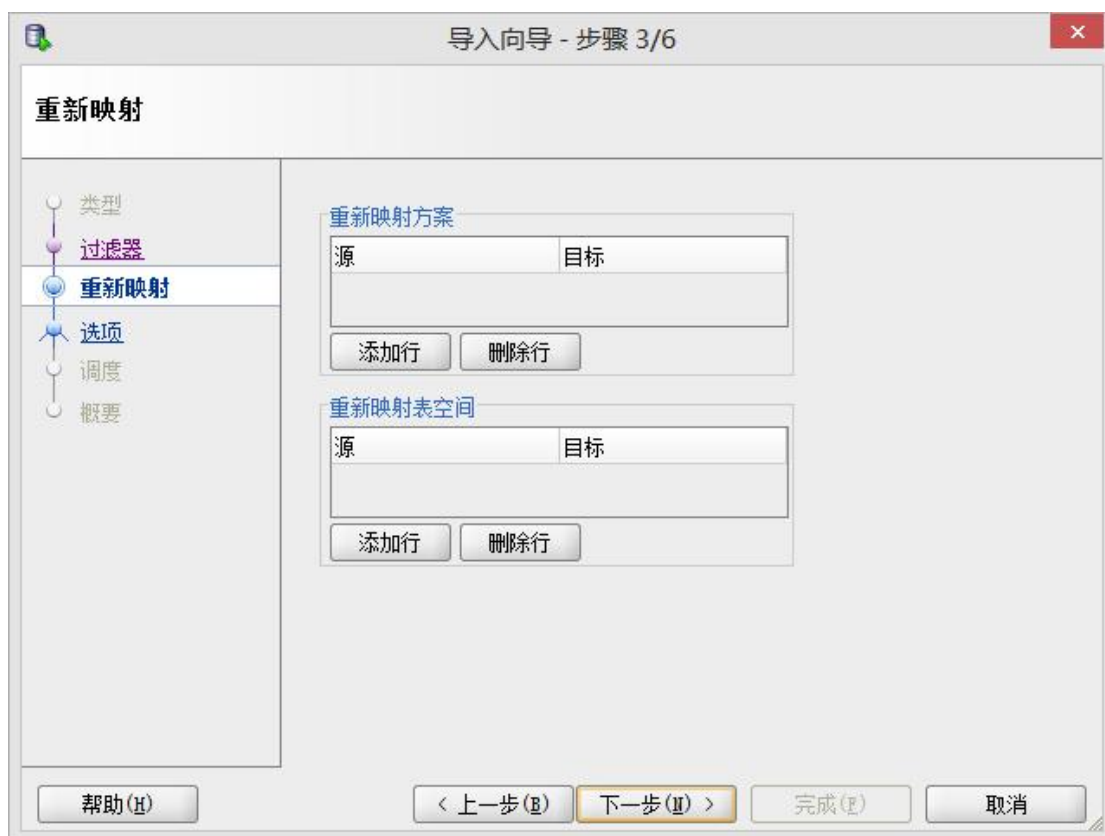 导入向导 - 步骤 3/6
重新映射
类型
过滤器
重新映射
选项
调度
概要
重新映射方案
源 目标
添加行 删除行
重新映射表空间
源 目标
添加行 删除行
帮助(H) < 上一步(B) 下一步(N) > 完成(F) 取消